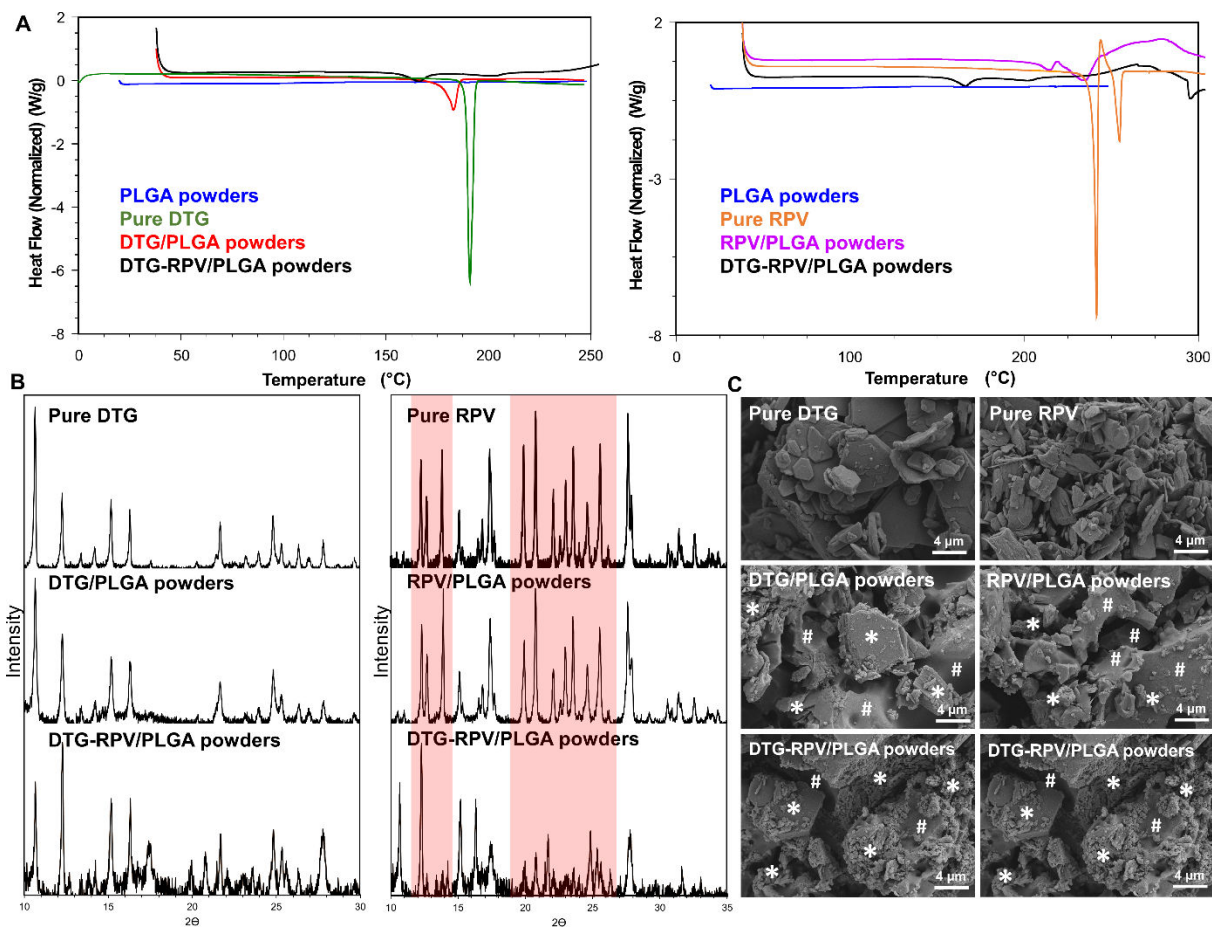 A
2
0
-2
-4
-6
-8
Heat Flow (Normalized) (W/g)
PLGA powders
Pure DTG
DTG/PLGA powders
DTG-RPV/PLGA powders
0
50
100
150
200
250
Temperature (°C)
2
-3
-8
Heat Flow (Normalized) (W/g)
PLGA powders
Pure RPV
RPV/PLGA powders
DTG-RPV/PLGA powders
0
100
200
300
Temperature (°C)
B
Intensity
Pure DTG
DTG/PLGA powders
DTG-RPV/PLGA powders
10
15
20
25
30
2Θ
Intensity
Pure RPV
RPV/PLGA powders
DTG-RPV/PLGA powders
10
15
20
25
30
35
2Θ
C
Pure DTG
4 µm
Pure RPV
4 µm
DTG/PLGA powders
* # * * * # #
4 µm
RPV/PLGA powders
# * # # # * *
4 µm
DTG-RPV/PLGA powders
# * * * # * *
4 µm
DTG-RPV/PLGA powders
# * * * # * *
4 µm